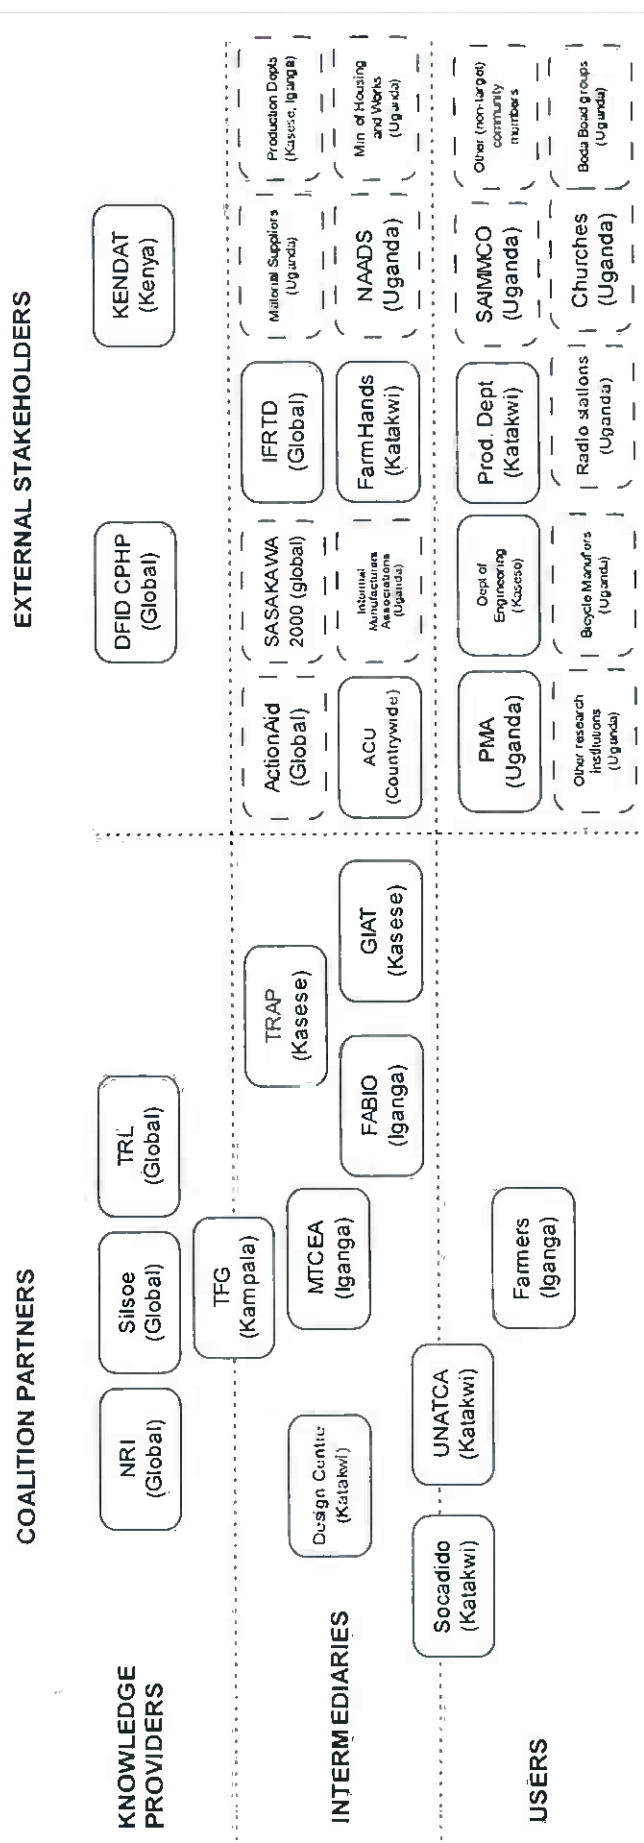 COALITION PARTNERS
EXTERNAL STAKEHOLDERS
KNOWLEDGE
PROVIDERS
NRI
(Global)
Silsoe
(Global)
TRL
(Global)
DFID CPHP
(Global)
KENDAT
(Kenya)
TFG
(Kampala)
INTERMEDIARIES
Design Centre
(Katakwi)
MTCEA
(Iganga)
TRAP
(Kasese)
FABIO
(Iganga)
GIAT
(Kasese)
ActionAid
(Global)
SASAKAWA
2000 (global)
IFRTD
(Global)
Material Suppliers
(Uganda)
Production Depts
(Kasese, Iganga)
ACU
(Countrywide)
Informal
Manufacturers
Associations
(Uganda)
FarmHands
(Katakwi)
NAADS
(Uganda)
Min of Housing
and Works
(Uganda)
Socadido
(Katakwi)
UNATCA
(Katakwi)
USERS
Farmers
(Iganga)
PMA
(Uganda)
Dept of
Engineering
(Kasese)
Prod. Dept
(Katakwi)
SAIMMCO
(Uganda)
Other (non-target)
community
members
Other research
institutions
(Uganda)
Bicycle Manufors
(Uganda)
Radio stations
(Uganda)
Churches
(Uganda)
Boda Boad groups
(Uganda)